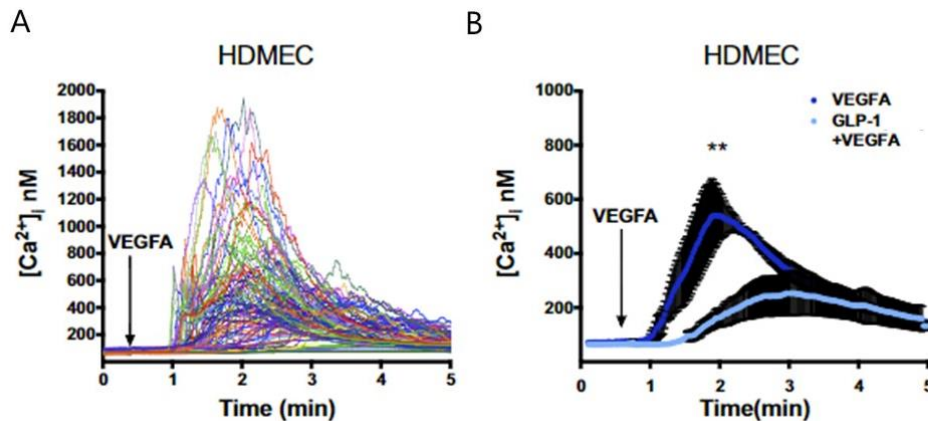 A
HDMEC
2000
1800
1600
1400
1200
1000
800
600
400
200
[Ca²⁺]ᵢ nM
VEGFA
0 1 2 3 4 5
Time (min)
B
HDMEC
1000
800
600
400
200
[Ca²⁺]ᵢ nM
VEGFA
GLP-1
+VEGFA
**
VEGFA
0 1 2 3 4 5
Time(min)